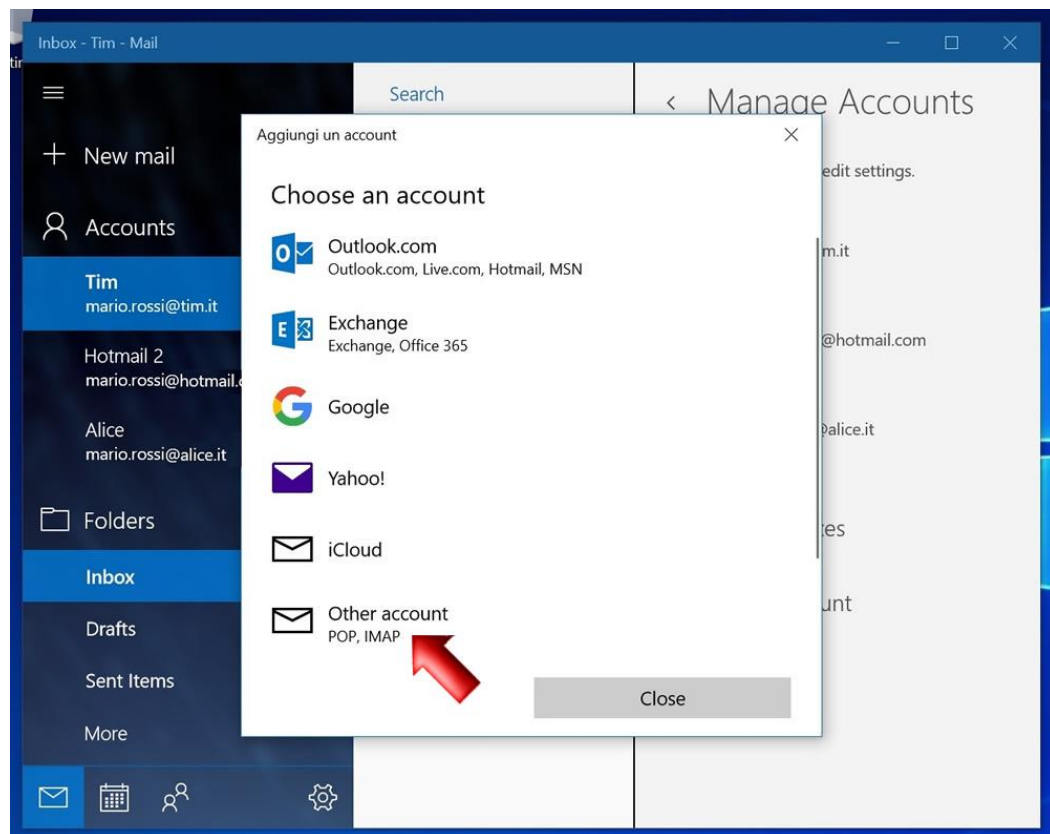 Inbox - Tim - Mail
Search
Manage Accounts
New mail
Accounts
Tim
mario.rossi@tim.it
Hotmail 2
mario.rossi@hotmail.c
Alice
mario.rossi@alice.it
Folders
Inbox
Drafts
Sent Items
More
Aggiungi un account
Choose an account
Outlook.com
Outlook.com, Live.com, Hotmail, MSN
Exchange
Exchange, Office 365
Google
Yahoo!
iCloud
Other account
POP, IMAP
Close
edit settings.
m.it
@hotmail.com
alice.it
es
unt